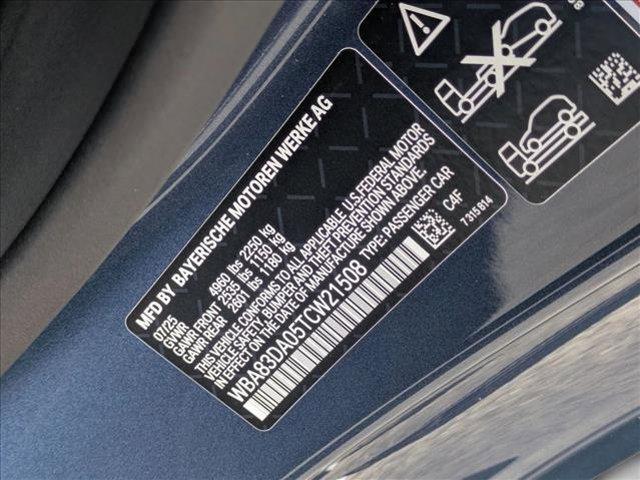 MFD BY BAYERISCHE MOTOREN WERKE AG
07/25
GVWR 4993 lbs 2250 kg
GAWR FRONT 2535 lbs 1150 kg
GAWR REAR 2601 lbs 1180 kg
THIS VEHICLE CONFORMS TO ALL APPLICABLE U.S. FEDERAL MOTOR
VEHICLE SAFETY, BUMPER AND THEFT PREVENTION STANDARDS
IN EFFECT ON THE DATE OF MANUFACTURE SHOWN ABOVE.
WBA83DA05TCW21508 TYPE: PASSENGER CAR
C4F
7315814